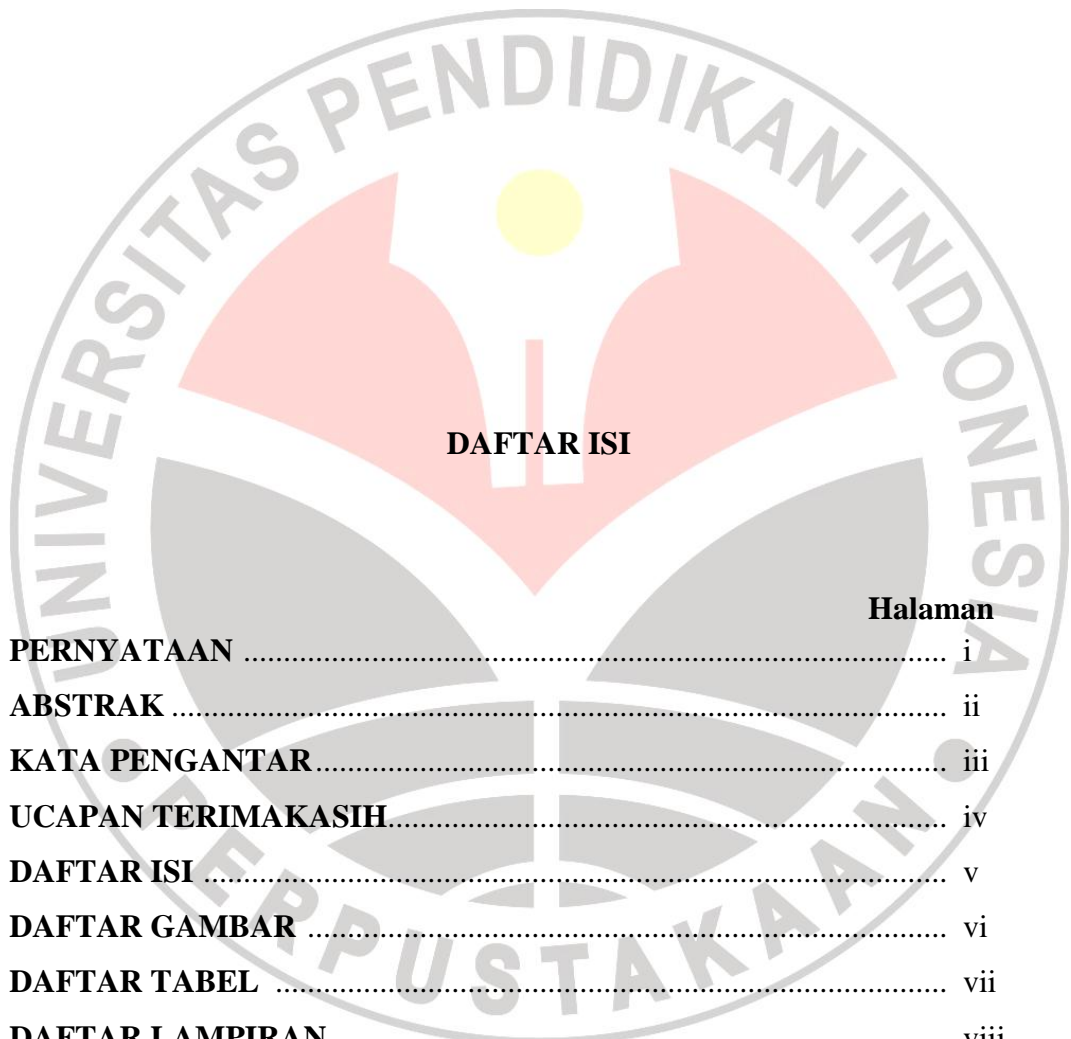 UNIVERSITAS PENDIDIKAN INDONESIA
DAFTAR ISI
Halaman
PERNYATAAN ........ i
ABSTRAK ........ ii
KATA PENGANTAR ........ iii
UCAPAN TERIMAKASIH ........ iv
DAFTAR ISI ........ v
DAFTAR GAMBAR ........ vi
DAFTAR TABEL ........ vii
DAFTAR LAMPIRAN ........ viii
PERPUSTAKAAN